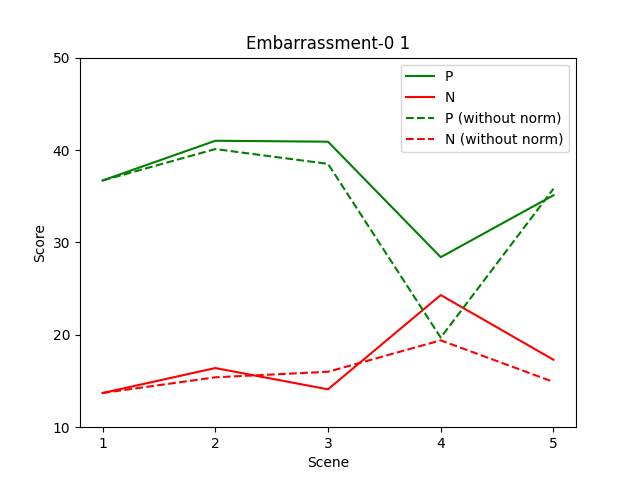 Embarrassment-0 1
50
40
30
20
10
Score
1 2 3 4 5
Scene
P
N
P (without norm)
N (without norm)